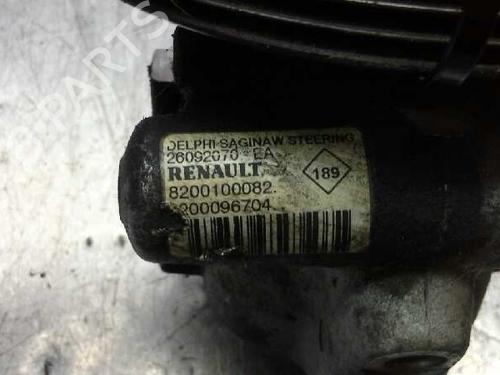 DELPHI-SAGINAW STEERING
26092070 EA
RENAULT 189
8200100082
8200096704